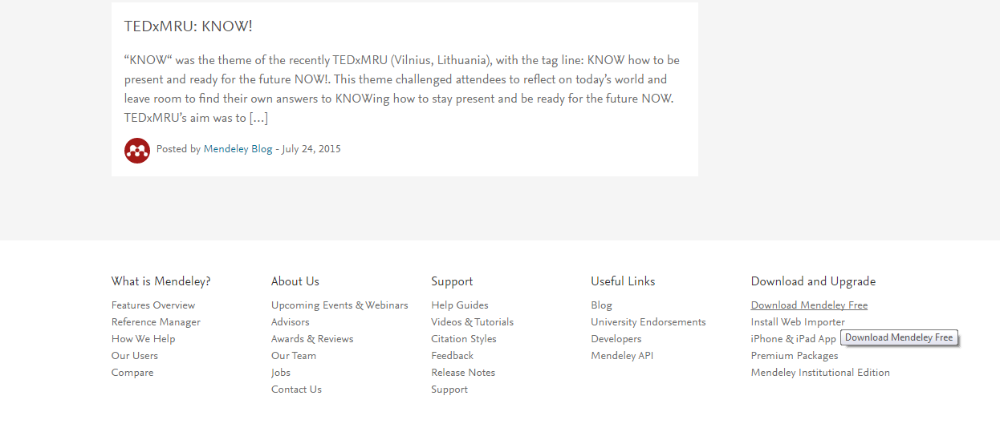 TEDxMRU: KNOW!
“KNOW“ was the theme of the recently TEDxMRU (Vilnius, Lithuania), with the tag line: KNOW how to be
present and ready for the future NOW!. This theme challenged attendees to reflect on today’s world and
leave room to find their own answers to KNOWing how to stay present and be ready for the future NOW.
TEDxMRU’s aim was to […]
Posted by Mendeley Blog - July 24, 2015
What is Mendeley?
Features Overview
Reference Manager
How We Help
Our Users
Compare
About Us
Upcoming Events & Webinars
Advisors
Awards & Reviews
Our Team
Jobs
Contact Us
Support
Help Guides
Videos & Tutorials
Citation Styles
Feedback
Release Notes
Support
Useful Links
Blog
University Endorsements
Developers
Mendeley API
Download and Upgrade
Download Mendeley Free
Install Web Importer
iPhone & iPad App
Download Mendeley Free
Premium Packages
Mendeley Institutional Edition